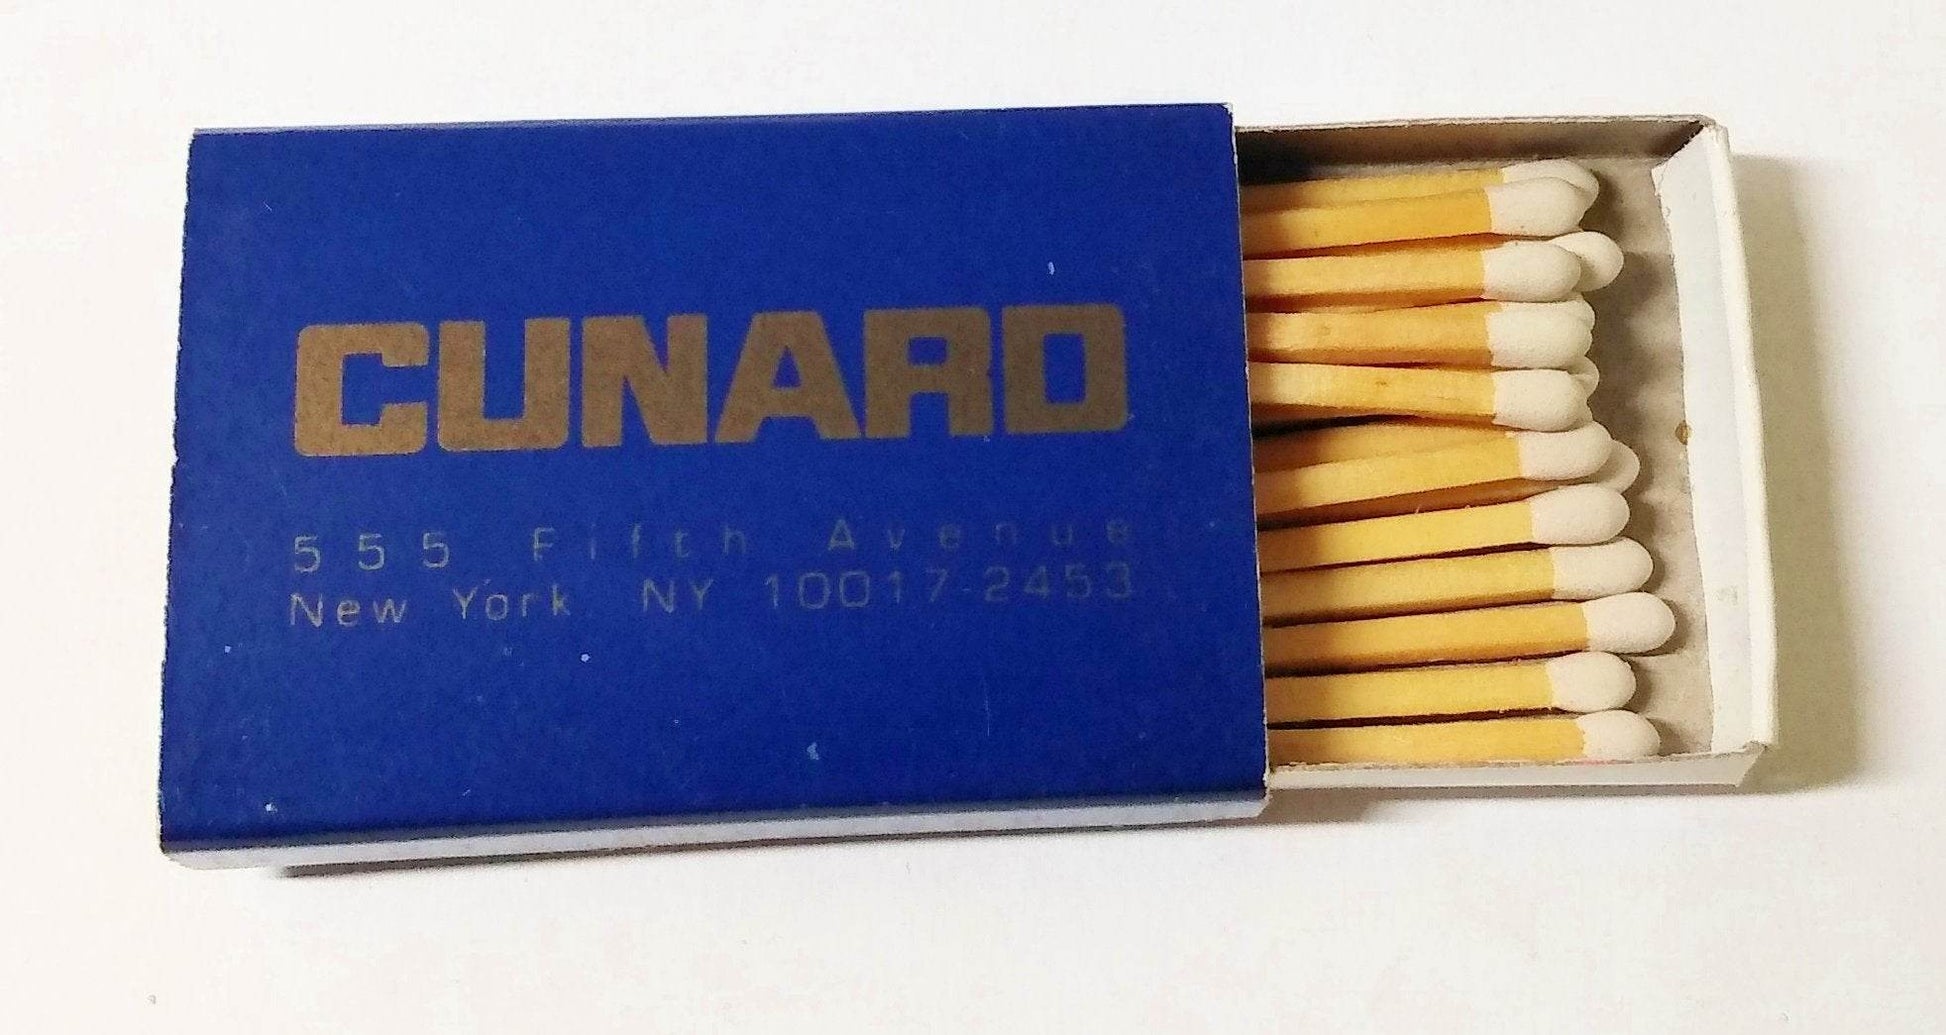 CUNARD
555 Fifth Avenue
New York NY 10017-2453